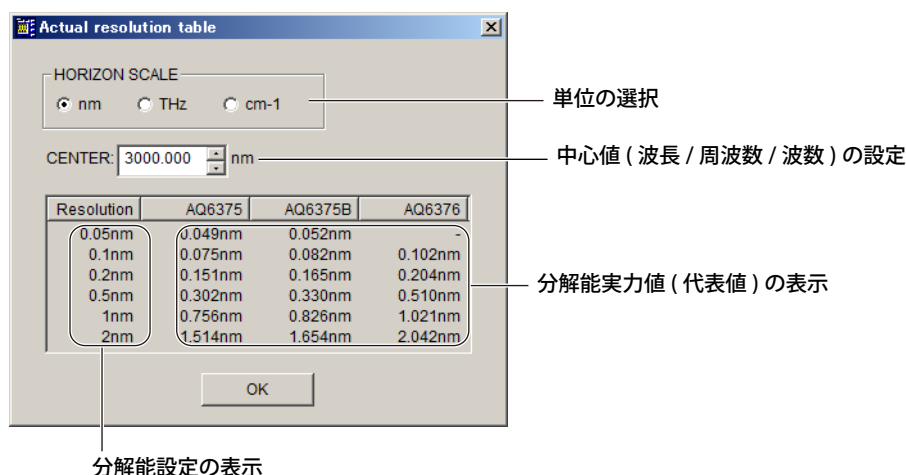 Actual resolution table
HORIZON SCALE
nm THz cm-1
単位の選択
CENTER: 3000.000 nm
中心値 ( 波長 / 周波数 / 波数 ) の設定
Resolution AQ6375 AQ6375B AQ6376
0.05nm 0.049nm 0.052nm -
0.1nm 0.075nm 0.082nm 0.102nm
0.2nm 0.151nm 0.165nm 0.204nm
分解能実力値 ( 代表値 ) の表示
0.5nm 0.302nm 0.330nm 0.510nm
1nm 0.756nm 0.826nm 1.021nm
2nm 1.514nm 1.654nm 2.042nm
OK
分解能設定の表示